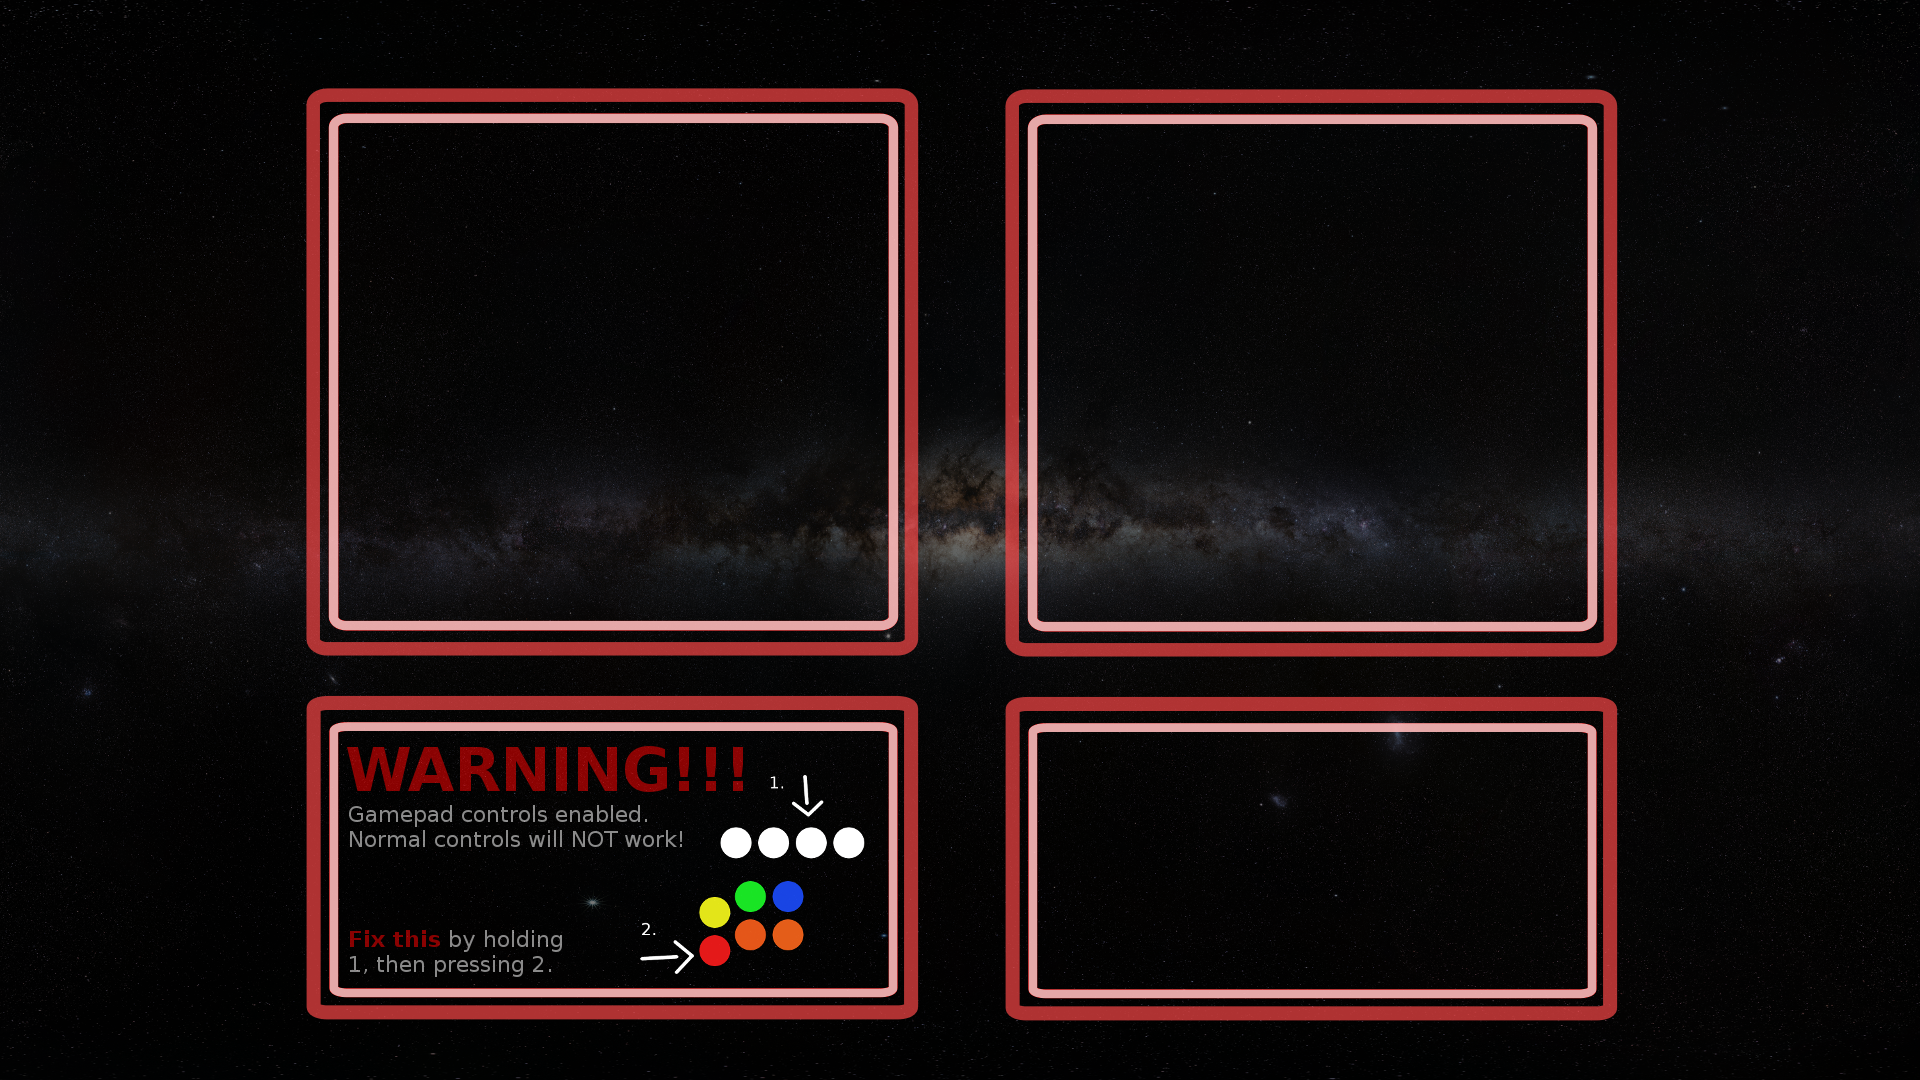 WARNING!!!
Gamepad controls enabled.
Normal controls will NOT work!
1.
2.
Fix this by holding
1, then pressing 2.